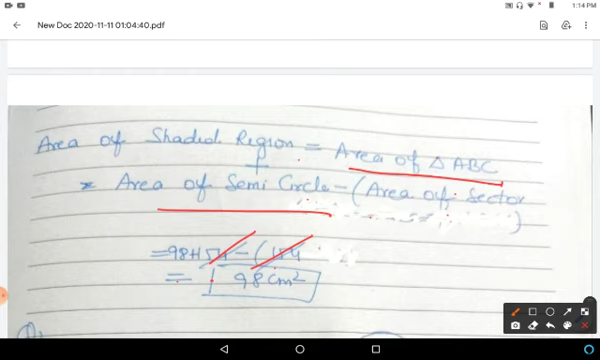 1:14 PM
New Doc 2020-11-11 01:04:40.pdf
Area of Shaded Region = Area of △ ABC
+
* Area of Semi Circle - (Area of Sector
)
= 98+154 - (154
= 98 cm²